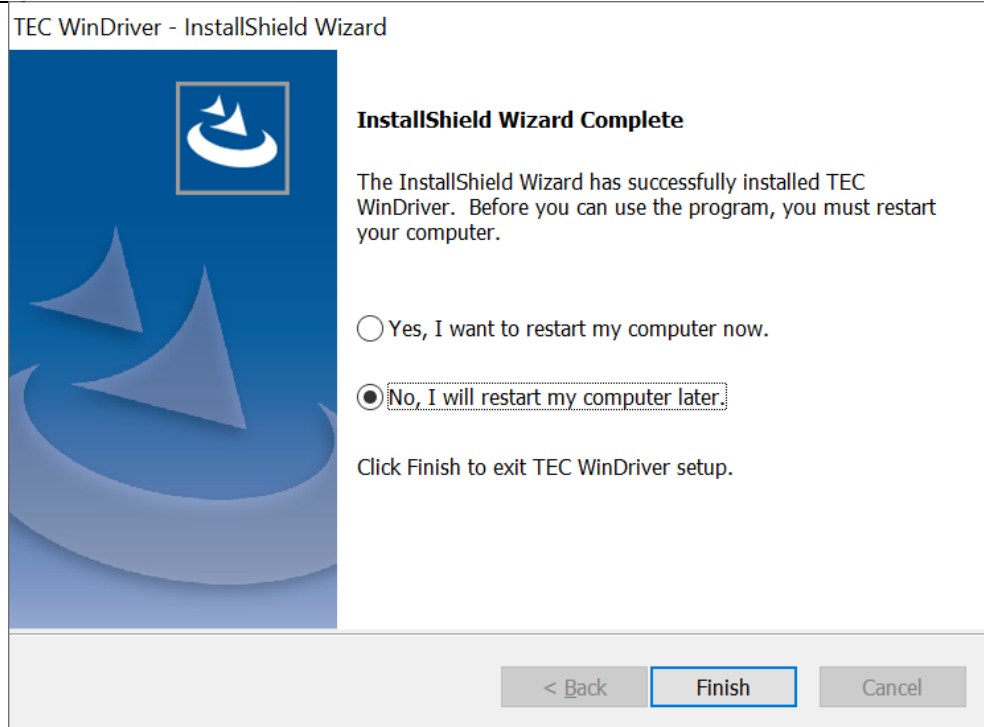 TEC WinDriver - InstallShield Wizard
InstallShield Wizard Complete
The InstallShield Wizard has successfully installed TEC
WinDriver.  Before you can use the program, you must restart
your computer.
Yes, I want to restart my computer now.
No, I will restart my computer later.
Click Finish to exit TEC WinDriver setup.
< Back
Finish
Cancel